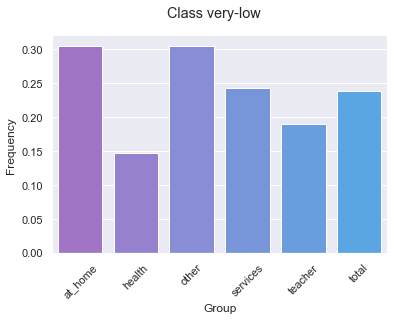 Class very-low
Frequency
0.30
0.25
0.20
0.15
0.10
0.05
0.00
at_home
health
other
services
teacher
total
Group